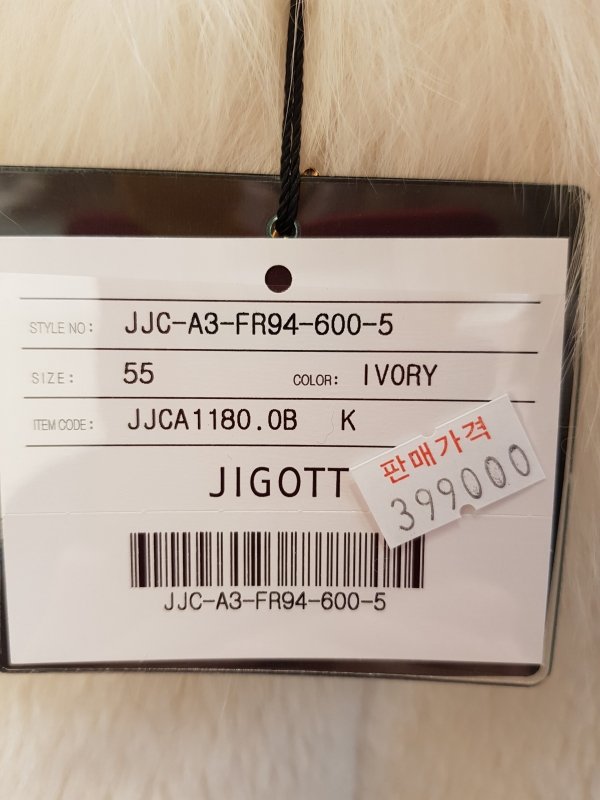 STYLE NO: JJC-A3-FR94-600-5
SIZE: 55 COLOR: IVORY
ITEM CODE: JJCA1180.0B K
JIGOTT
판매가격
399000
JJC-A3-FR94-600-5